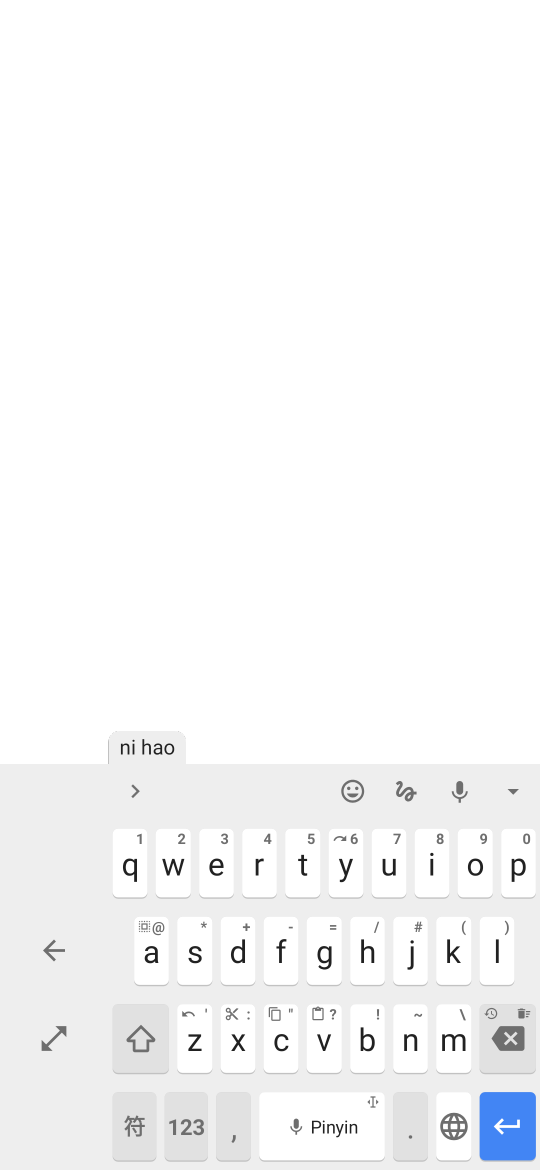 ni hao
1 2 3 4 5 6 7 8 9 0
q w e r t y u i o p
@ * + - = / # ( )
a s d f g h j k l
' : " ? ! ~ \
z x c v b n m
符 123 , Pinyin .